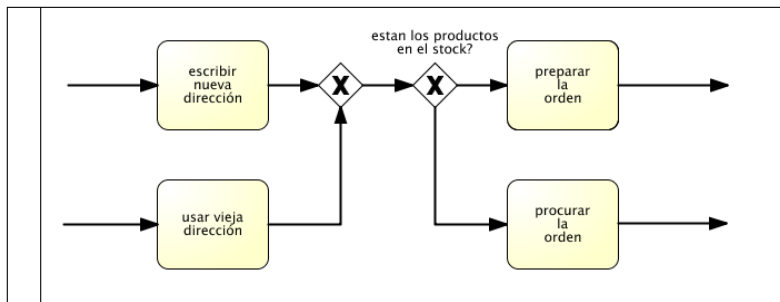 estan los productos
en el stock?
escribir
nueva
dirección
X
X
preparar
la
orden
usar vieja
dirección
procurar
la
orden